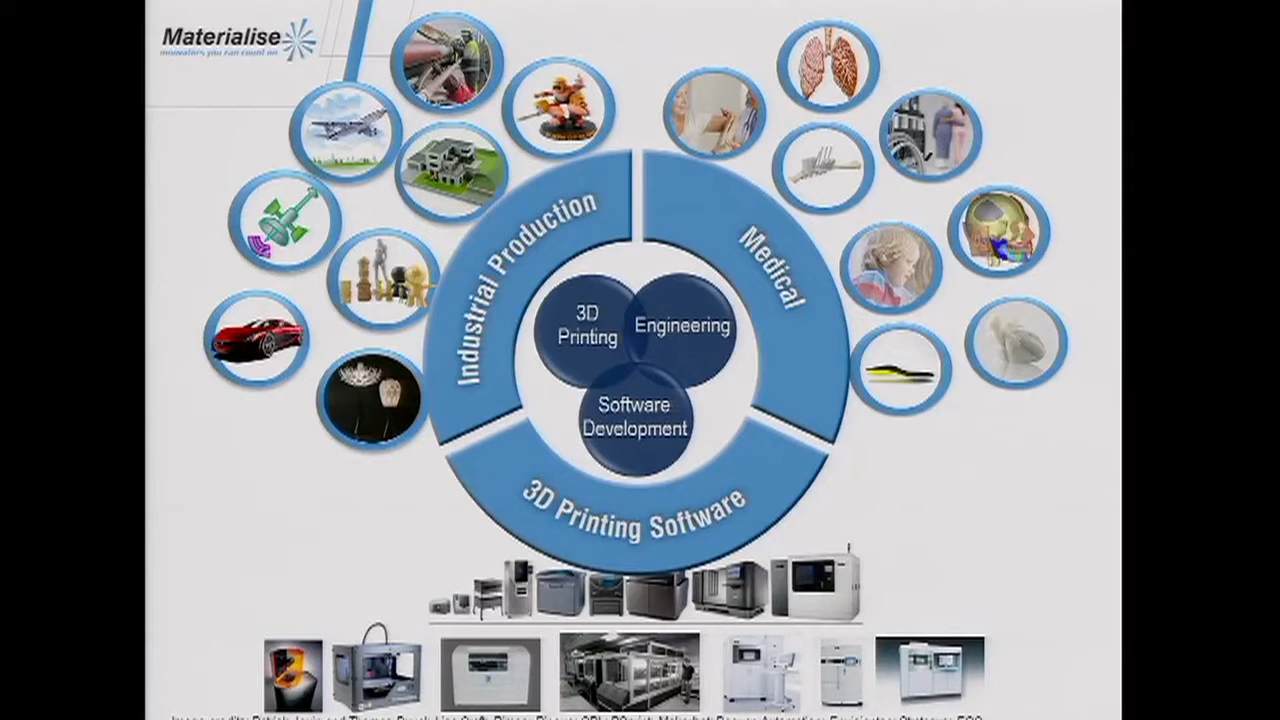 Materialise
innovators you can count on
Industrial Production
Medical
3D
Printing
Engineering
Software
Development
3D Printing Software